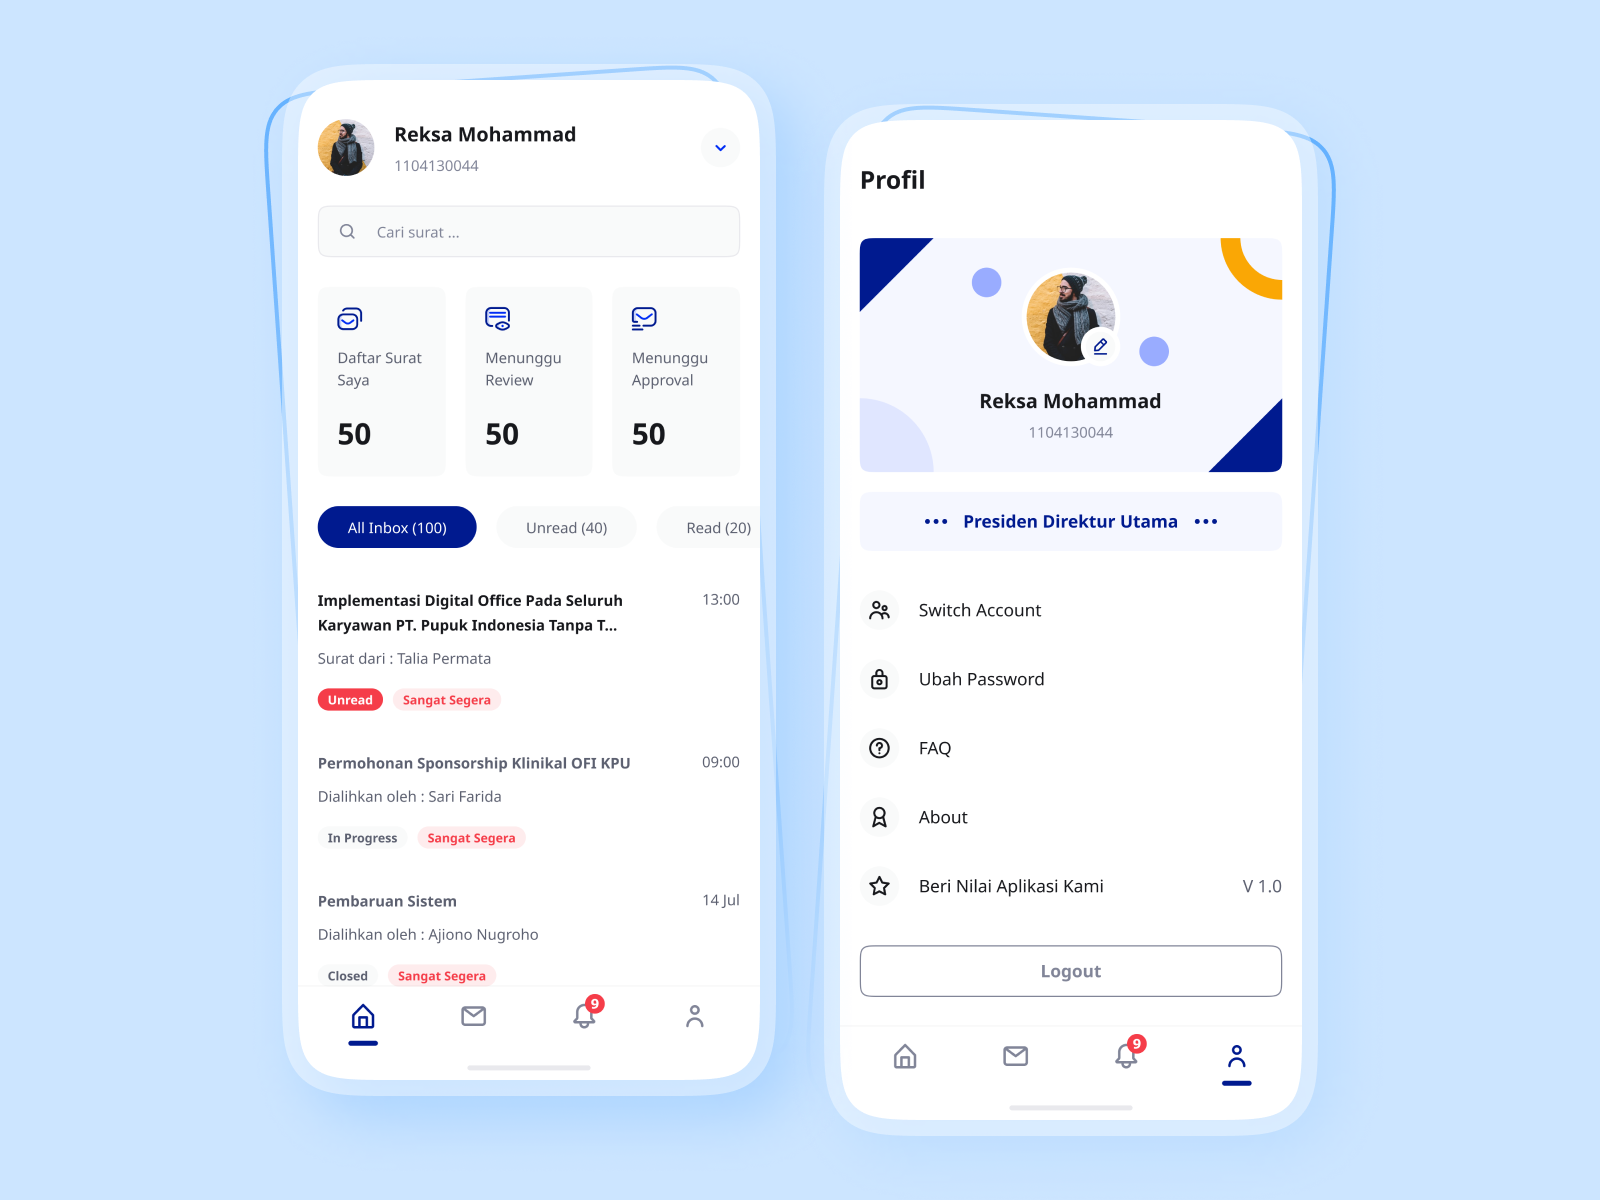 Reksa Mohammad
1104130044
Cari surat ...
Daftar Surat
Saya
50
Menunggu
Review
50
Menunggu
Approval
50
All Inbox (100)
Unread (40)
Read (20)
Implementasi Digital Office Pada Seluruh
Karyawan PT. Pupuk Indonesia Tanpa T...
13:00
Surat dari : Talia Permata
Unread
Sangat Segera
Permohonan Sponsorship Klinikal OFI KPU
09:00
Dialihkan oleh : Sari Farida
In Progress
Sangat Segera
Pembaruan Sistem
14 Jul
Dialihkan oleh : Ajiono Nugroho
Closed
Sangat Segera
9
Profil
Reksa Mohammad
1104130044
Presiden Direktur Utama
Switch Account
Ubah Password
FAQ
About
Beri Nilai Aplikasi Kami
V 1.0
Logout
9